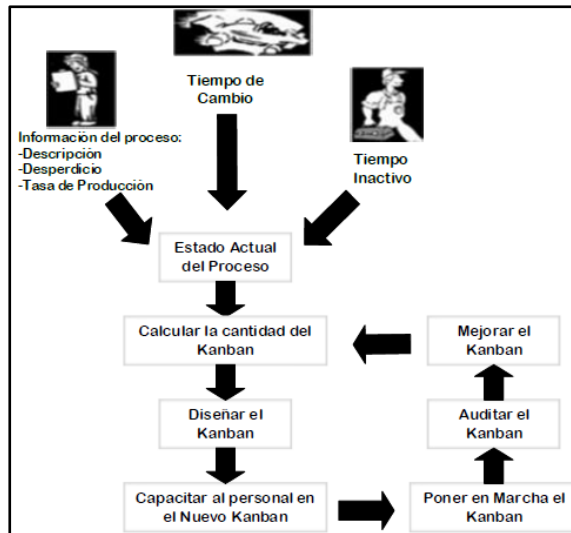 Tiempo de
Cambio
Información del proceso:
-Descripción
-Desperdicio
-Tasa de Producción
Tiempo
Inactivo
Estado Actual
del Proceso
Calcular la cantidad del
Kanban
Mejorar el
Kanban
Diseñar el
Kanban
Auditar el
Kanban
Capacitar al personal en
el Nuevo Kanban
Poner en Marcha el
Kanban